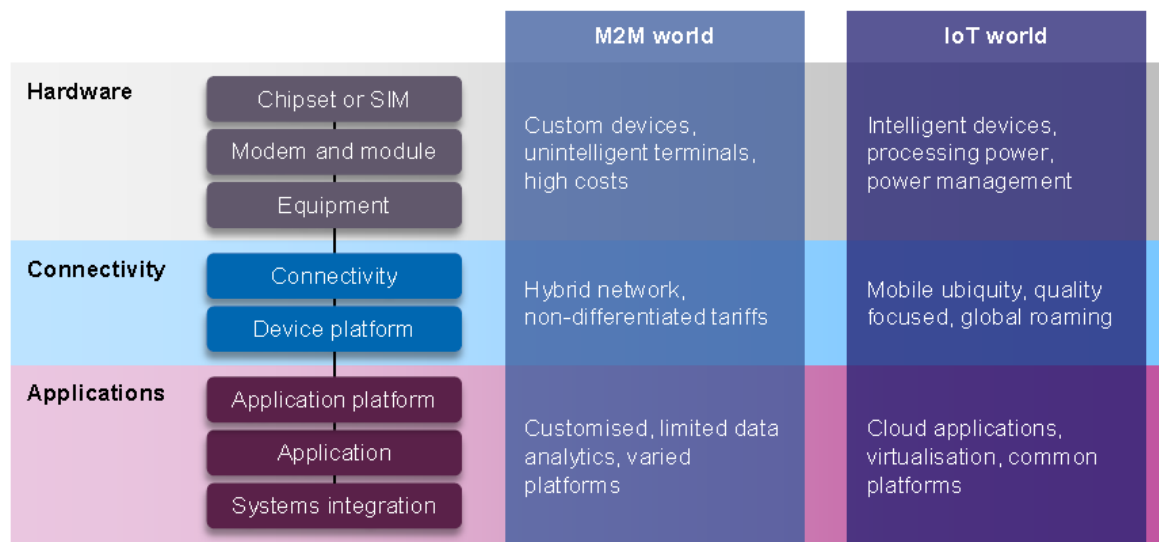 M2M world
IoT world
Hardware
Chipset or SIM
Modem and module
Equipment
Custom devices,
unintelligent terminals,
high costs
Intelligent devices,
processing power,
power management
Connectivity
Connectivity
Device platform
Hybrid network,
non-differentiated tariffs
Mobile ubiquity, quality
focused, global roaming
Applications
Application platform
Application
Systems integration
Customised, limited data
analytics, varied
platforms
Cloud applications,
virtualisation, common
platforms